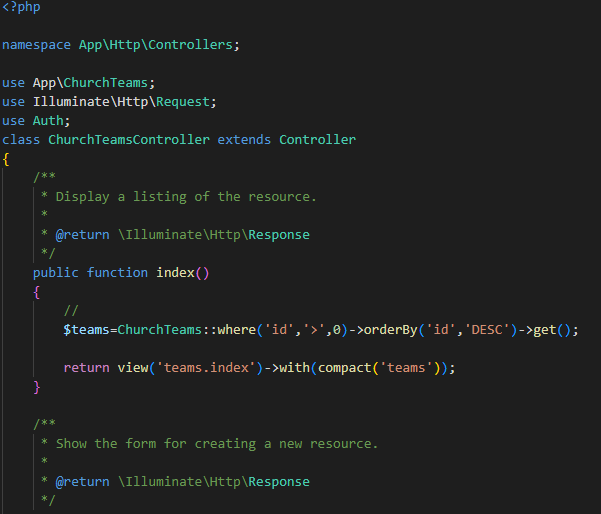 <?php
namespace App\Http\Controllers;
use App\ChurchTeams;
use Illuminate\Http\Request;
use Auth;
class ChurchTeamsController extends Controller
{
/**
* Display a listing of the resource.
*
* @return \Illuminate\Http\Response
*/
public function index()
{
//
$teams=ChurchTeams::where('id','>',0)->orderBy('id','DESC')->get();
return view('teams.index')->with(compact('teams'));
}
/**
* Show the form for creating a new resource.
*
* @return \Illuminate\Http\Response
*/